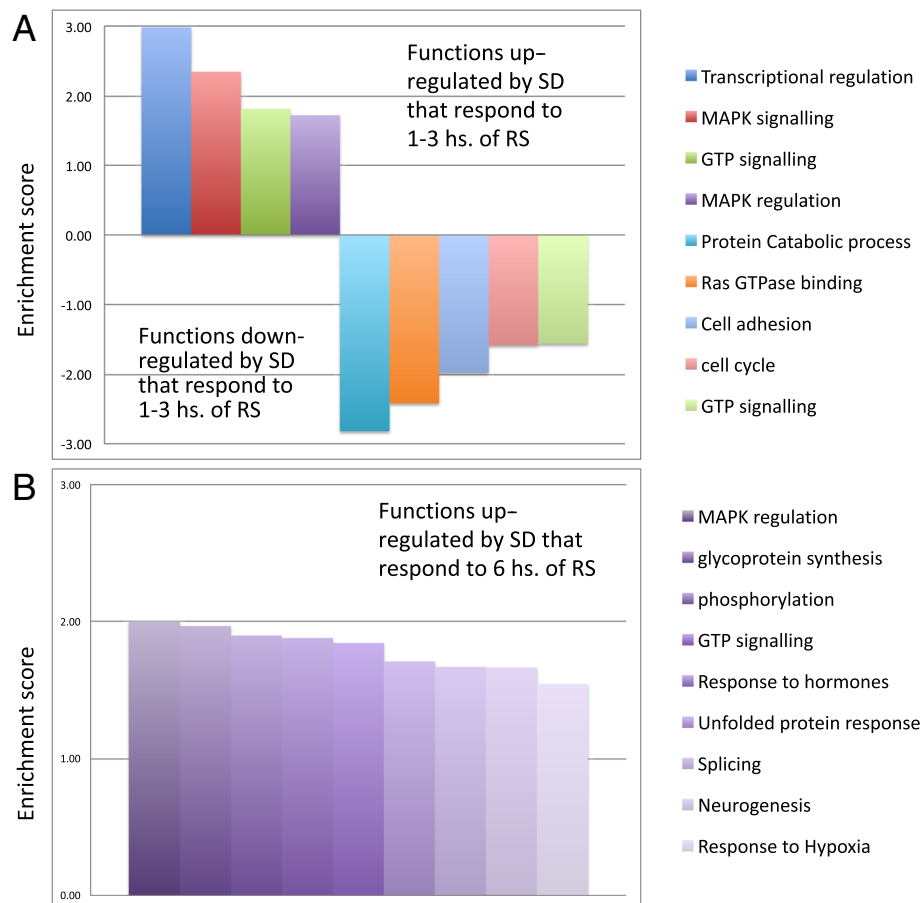 A
3.00
2.00
1.00
0.00
-1.00
-2.00
-3.00
Enrichment score
Functions up-
regulated by SD
that respond to
1-3 hs. of RS
Functions down-
regulated by SD
that respond to
1-3 hs. of RS
Transcriptional regulation
MAPK signalling
GTP signalling
MAPK regulation
Protein Catabolic process
Ras GTPase binding
Cell adhesion
cell cycle
GTP signalling
B
3.00
2.00
1.00
0.00
Enrichment score
Functions up-
regulated by SD that
respond to 6 hs. of RS
MAPK regulation
glycoprotein synthesis
phosphorylation
GTP signalling
Response to hormones
Unfolded protein response
Splicing
Neurogenesis
Response to Hypoxia